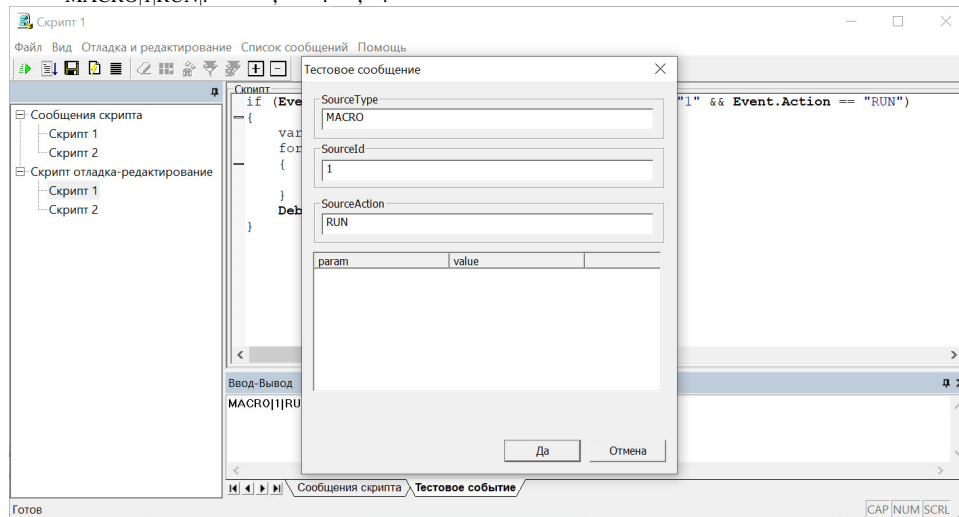 MACRO|1|RUN|
Скрипт 1
Файл Вид Отладка и редактирование Список сообщений Помощь
Скрипт
Сообщения скрипта
Скрипт 1
Скрипт 2
Скрипт отладка-редактирование
Скрипт 1
Скрипт 2
if (Eve "1" && Event.Action == "RUN")
{
var
for
{
}
Deb
}
Тестовое сообщение
SourceType
MACRO
SourceId
1
SourceAction
RUN
param value
Да Отмена
Ввод-Вывод
MACRO|1|RU
Сообщения скрипта Тестовое событие
Готов CAP NUM SCRL